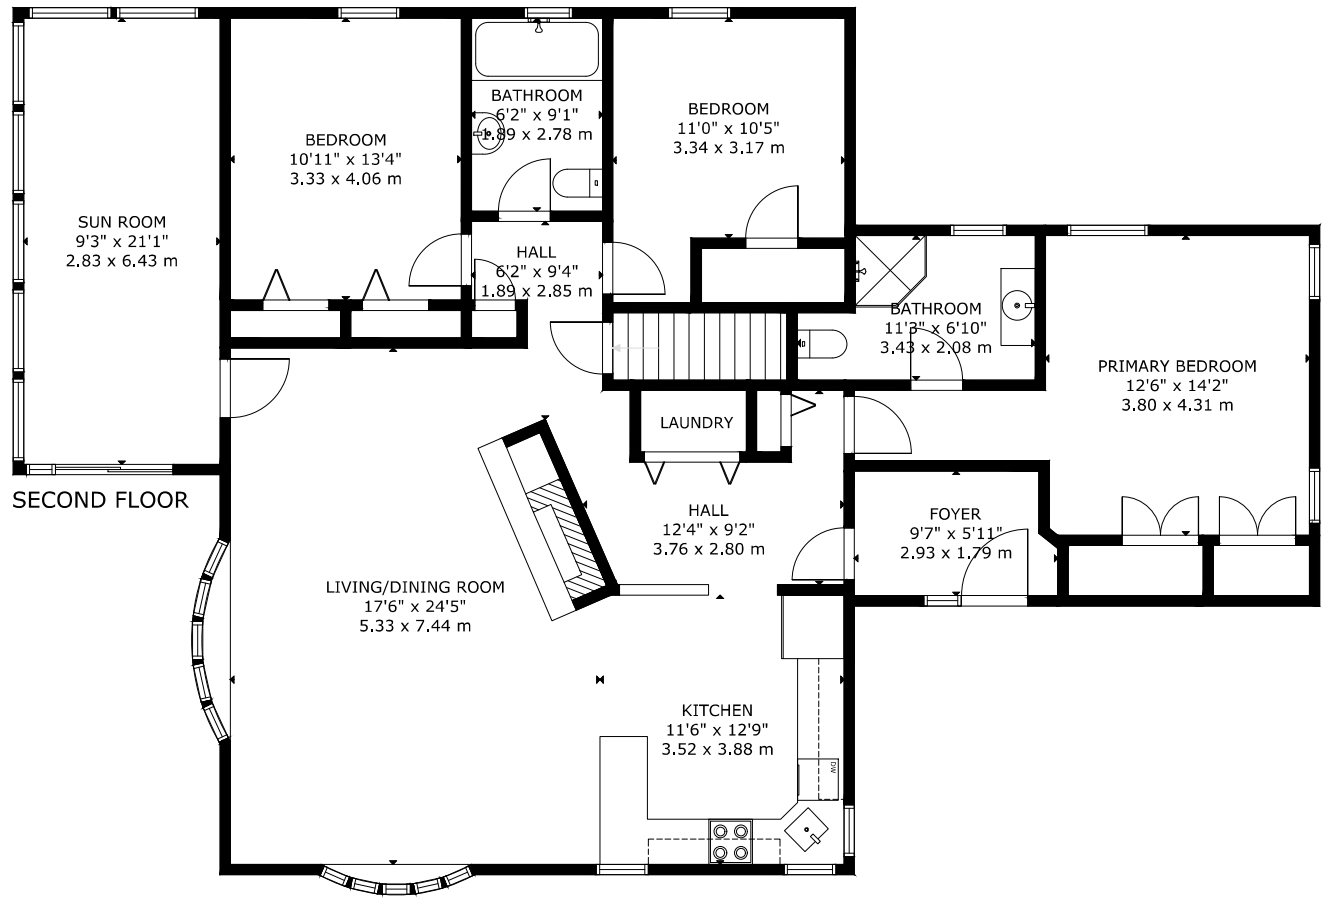 BATHROOM
6'2" x 9'1"
1.89 x 2.78 m
BEDROOM
11'0" x 10'5"
3.34 x 3.17 m
BEDROOM
10'11" x 13'4"
3.33 x 4.06 m
SUN ROOM
9'3" x 21'1"
2.83 x 6.43 m
HALL
6'2" x 9'4"
1.89 x 2.85 m
BATHROOM
11'3" x 6'10"
3.43 x 2.08 m
PRIMARY BEDROOM
12'6" x 14'2"
3.80 x 4.31 m
LAUNDRY
SECOND FLOOR
HALL
12'4" x 9'2"
3.76 x 2.80 m
FOYER
9'7" x 5'11"
2.93 x 1.79 m
LIVING/DINING ROOM
17'6" x 24'5"
5.33 x 7.44 m
KITCHEN
11'6" x 12'9"
3.52 x 3.88 m
DW